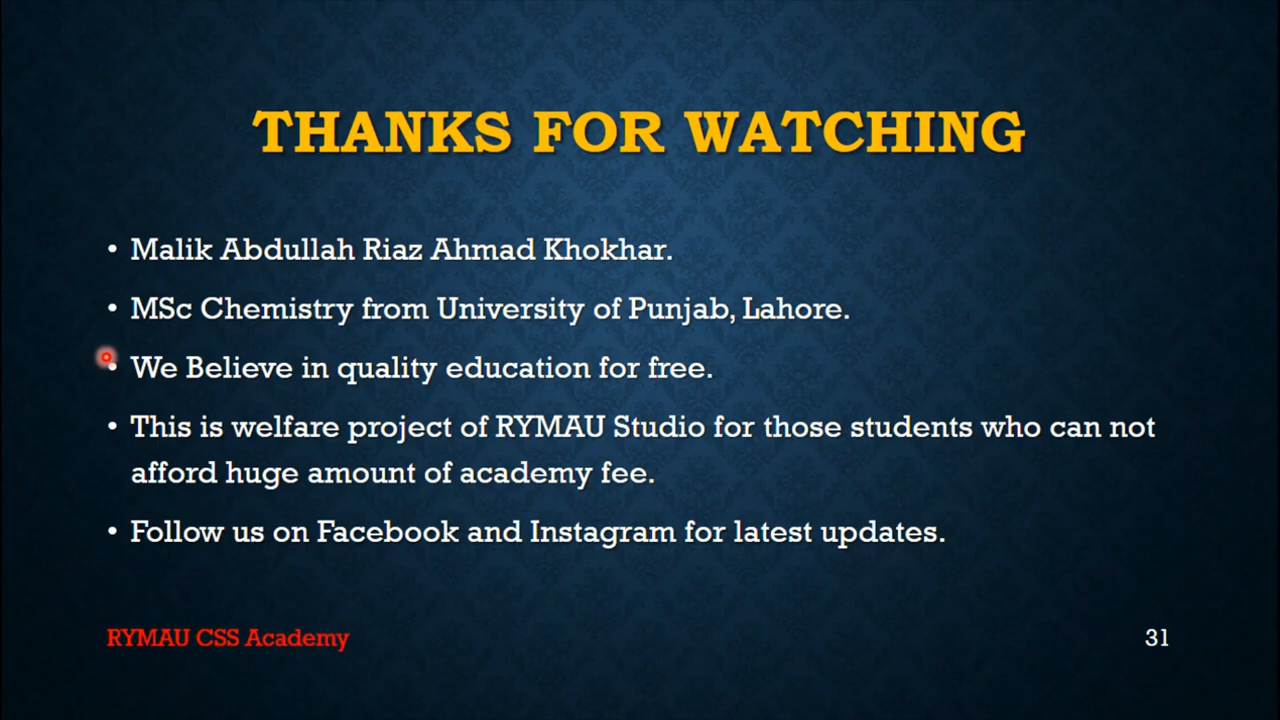 THANKS FOR WATCHING
• Malik Abdullah Riaz Ahmad Khokhar.
• MSc Chemistry from University of Punjab, Lahore.
• We Believe in quality education for free.
• This is welfare project of RYMAU Studio for those students who can not
afford huge amount of academy fee.
• Follow us on Facebook and Instagram for latest updates.
RYMAU CSS Academy
31